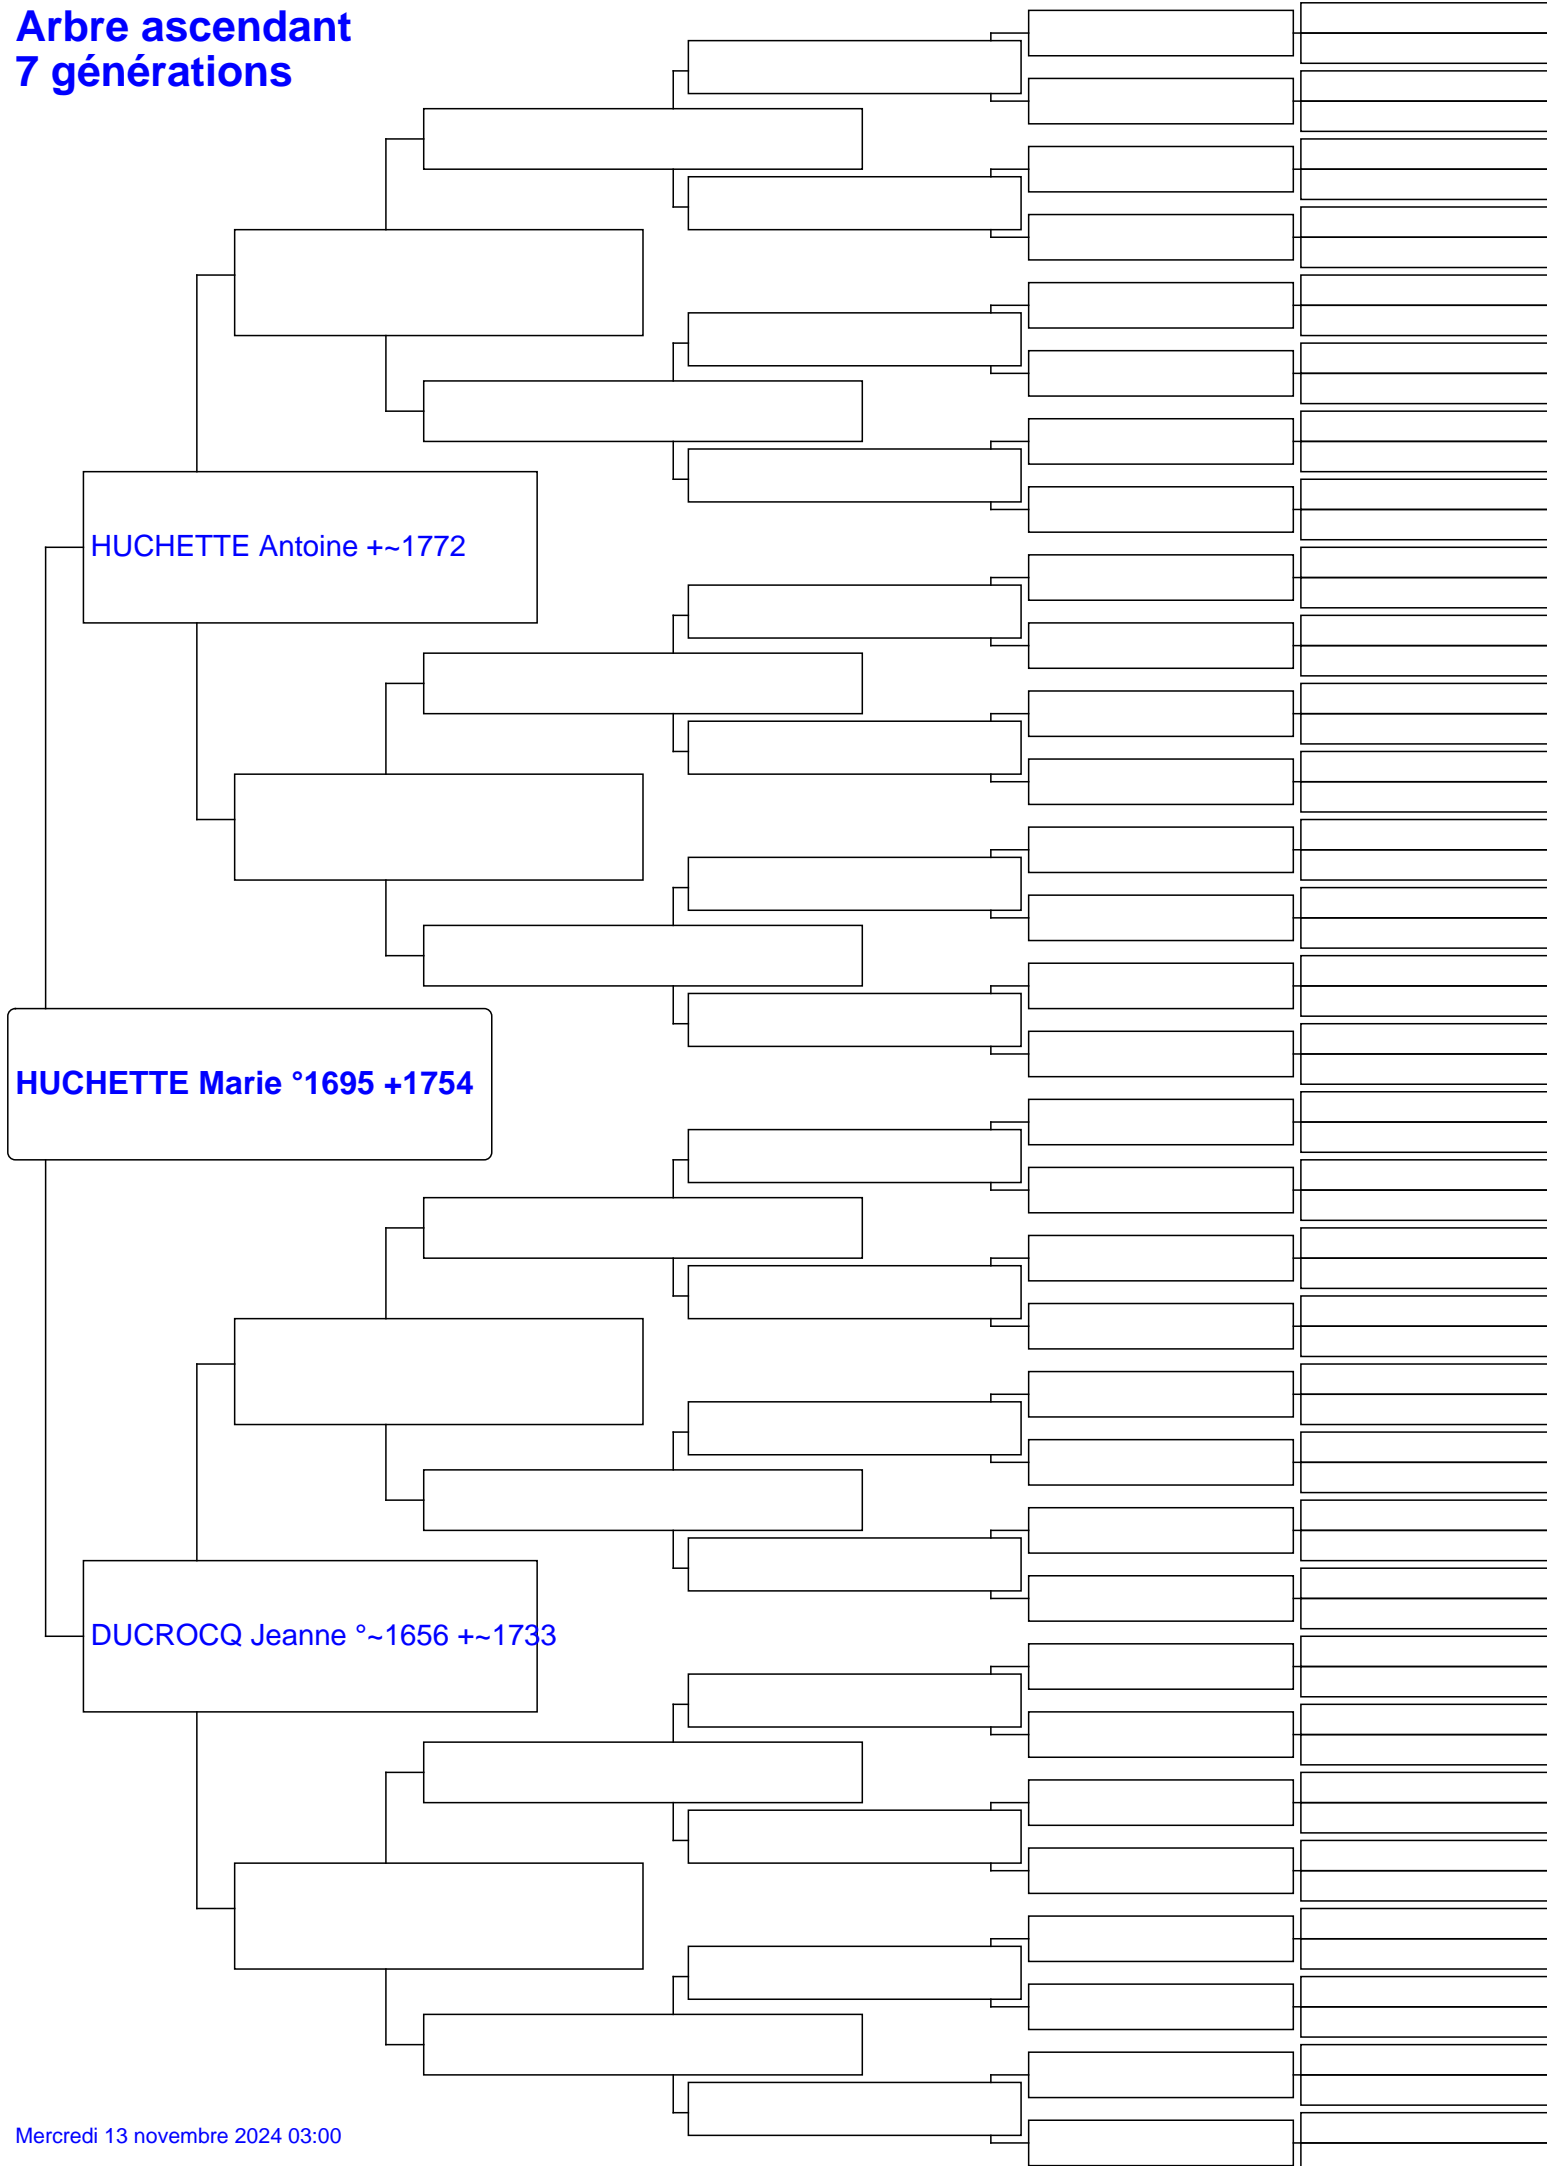 Arbre ascendant
7 générations
HUCHETTE Antoine +~1772
HUCHETTE Marie °1695 +1754
DUCROCQ Jeanne °~1656 +~1733
Mercredi 13 novembre 2024 03:00